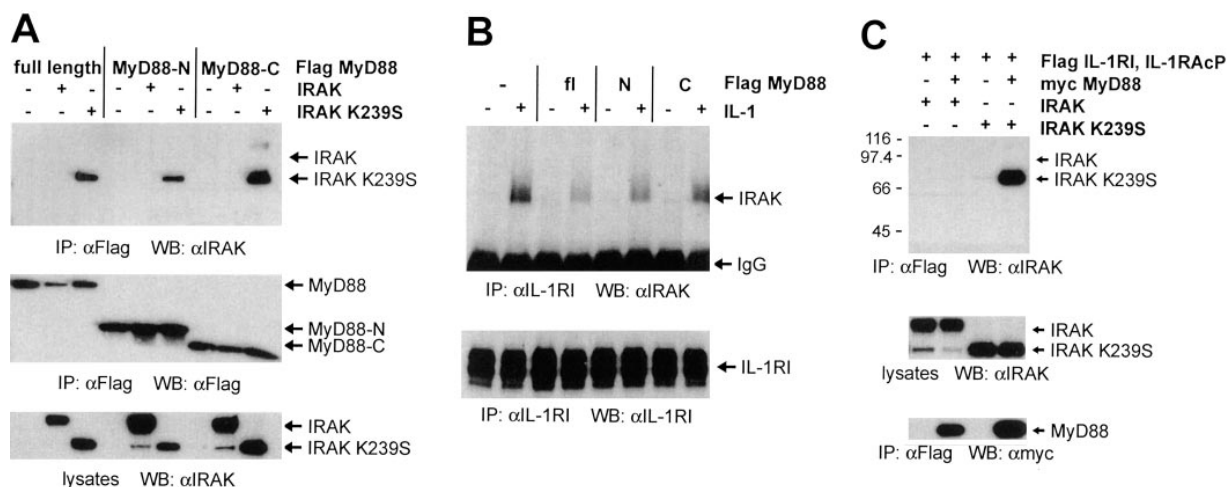 A
full length MyD88-N MyD88-C Flag MyD88
- + - - + - - + - IRAK
- - + - - + - - + IRAK K239S
IRAK
IRAK K239S
IP: αFlag WB: αIRAK
MyD88
MyD88-N
MyD88-C
IP: αFlag WB: αFlag
IRAK
IRAK K239S
lysates WB: αIRAK
B
- fl N C Flag MyD88
- + - + - + - + IL-1
IRAK
IgG
IP: αIL-1RI WB: αIRAK
IL-1RI
IP: αIL-1RI WB: αIL-1RI
C
+ + + + Flag IL-1RI, IL-1RAcP
- + - + myc MyD88
+ + - - IRAK
- - + + IRAK K239S
116 -
97.4 -
66 -
45 -
IRAK
IRAK K239S
IP: αFlag WB: αIRAK
IRAK
IRAK K239S
lysates WB: αIRAK
MyD88
IP: αFlag WB: αmyc